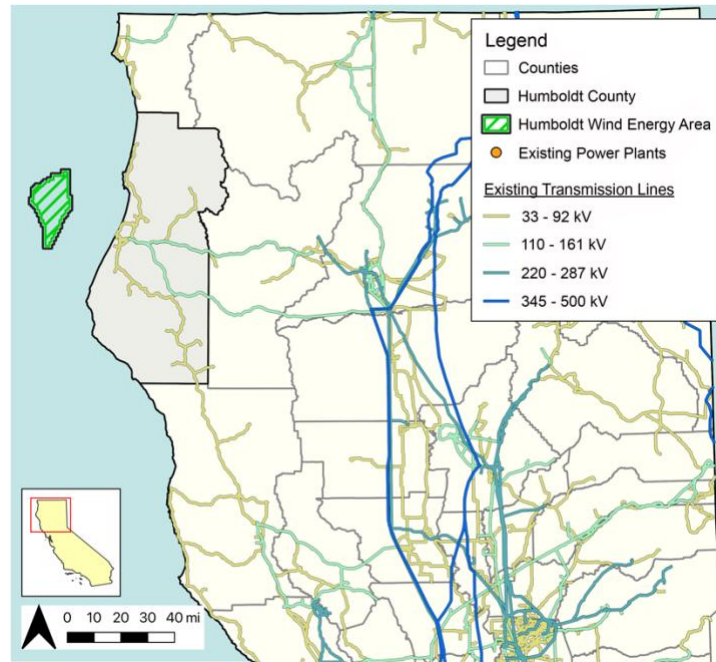 Legend
Counties
Humboldt County
Humboldt Wind Energy Area
Existing Power Plants
Existing Transmission Lines
33 - 92 kV
110 - 161 kV
220 - 287 kV
345 - 500 kV
0 10 20 30 40 mi